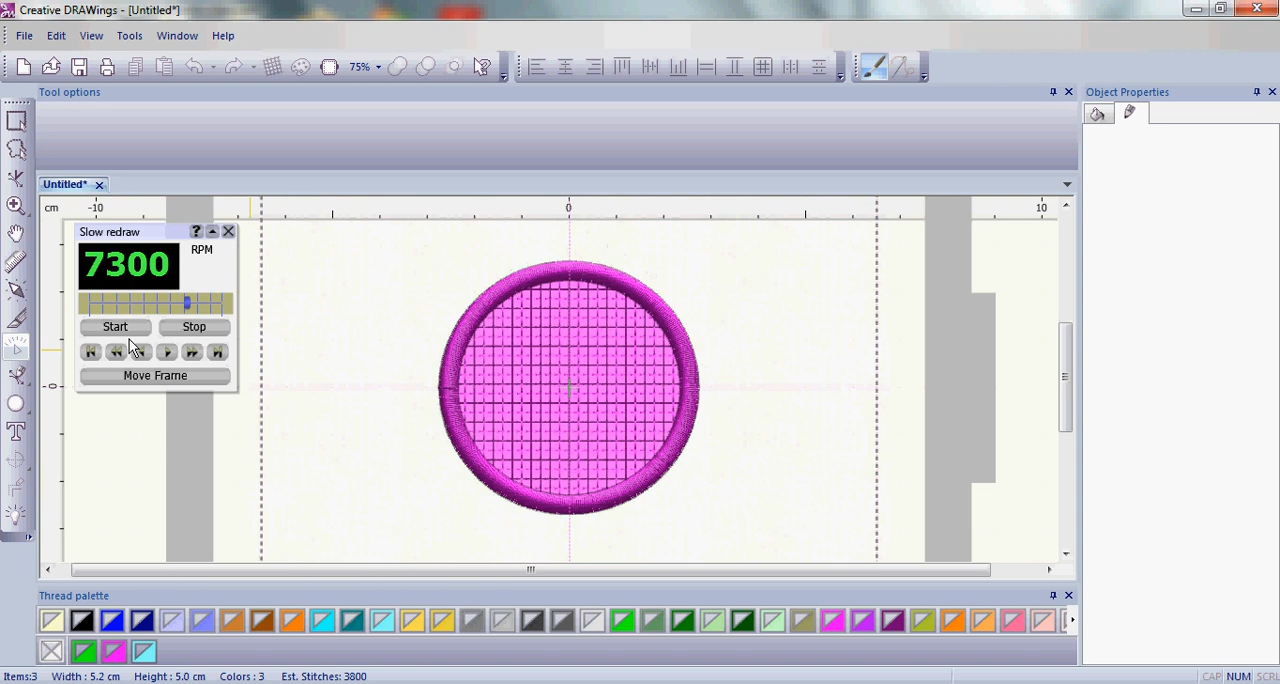 Creative DRAWings - [Untitled*]
File Edit View Tools Window Help
75%
Tool options
Object Properties
Untitled*
cm -10 0 10
Slow redraw
7300 RPM
Start Stop
Move Frame
0
Thread palette
Items:3 Width : 5.2 cm Height : 5.0 cm Colors : 3 Est. Stitches: 3800 CAP NUM SCRL